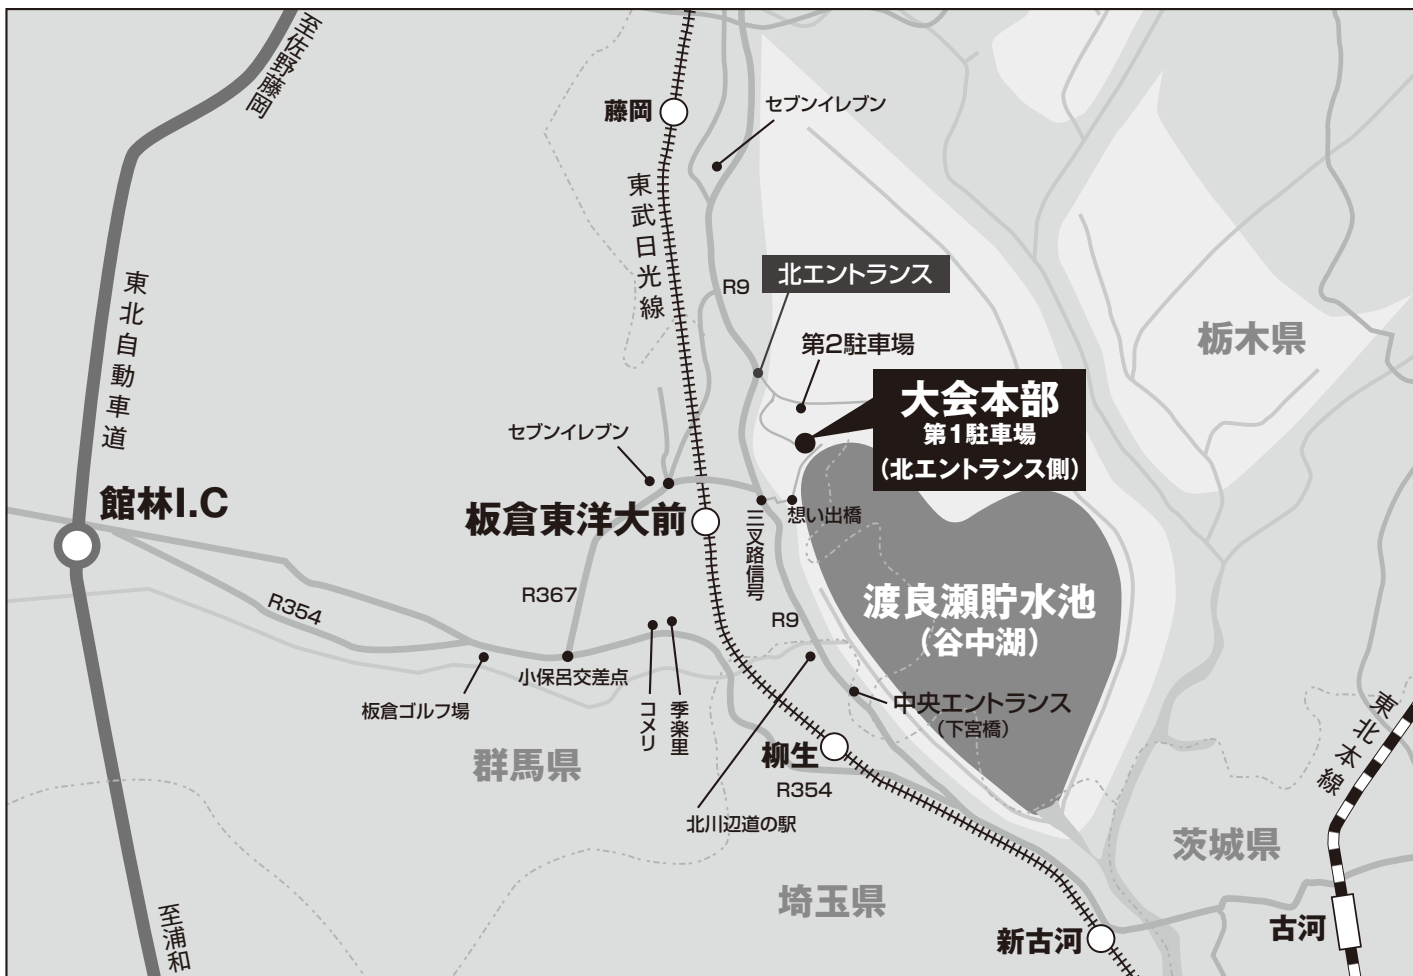 至佐野藤岡
藤岡
セブンイレブン
東武日光線
東北自動車道
R9
北エントランス
栃木県
第2駐車場
大会本部
第1駐車場
(北エントランス側)
セブンイレブン
館林I.C
板倉東洋大前
三叉路信号
想い出橋
渡良瀬貯水池
(谷中湖)
R354
R367
R9
小保呂交差点
板倉ゴルフ場
コメリ
季楽里
中央エントランス
(下宮橋)
東北本線
群馬県
柳生
R354
北川辺道の駅
茨城県
埼玉県
至浦和
新古河
古河